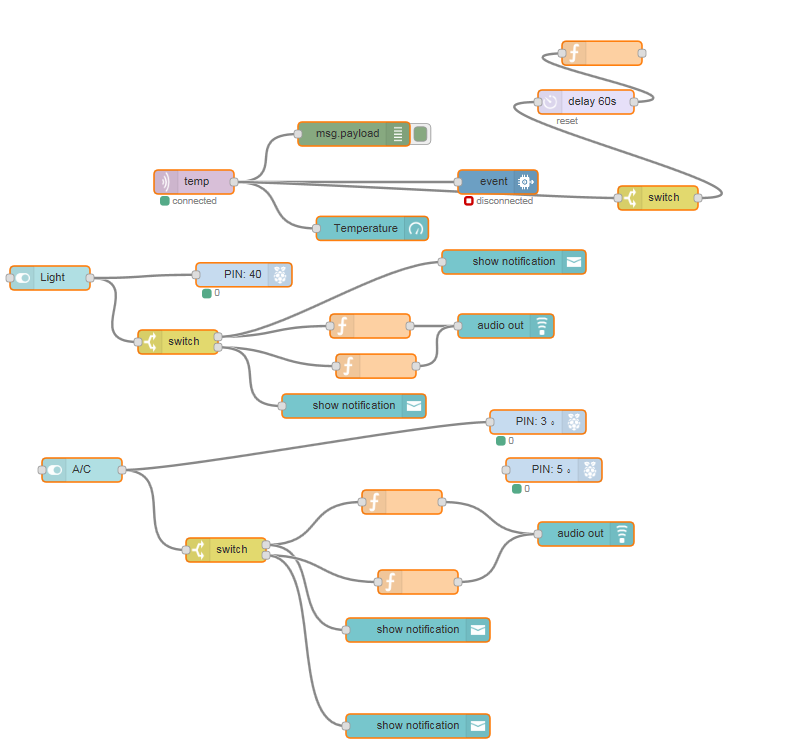 delay 60s
reset
msg.payload
temp
connected
event
disconnected
switch
Temperature
show notification
Light
PIN: 40
0
audio out
switch
show notification
PIN: 3
0
A/C
PIN: 5
0
audio out
switch
show notification
show notification